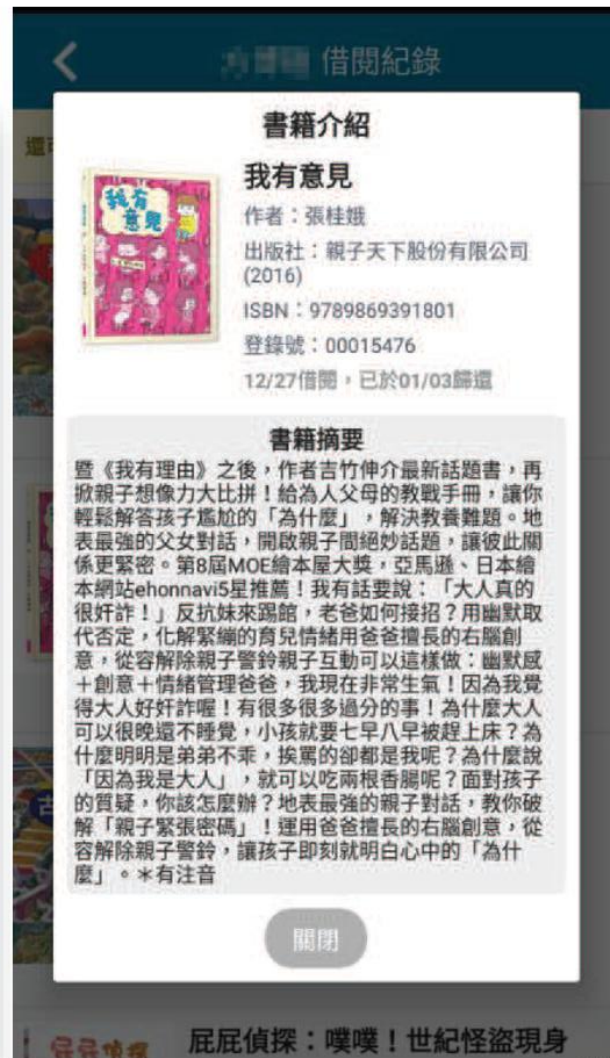 借閱紀錄
還可
書籍介紹
我有意見
我有
意見
作者：張桂娥
出版社：親子天下股份有限公司
(2016)
ISBN：9789869391801
登錄號：00015476
12/27借閱，已於01/03歸還
書籍摘要
暨《我有理由》之後，作者吉竹伸介最新話題書，再
掀親子想像力大比拼！給為人父母的教戰手冊，讓你
輕鬆解答孩子尷尬的「為什麼」，解決教養難題。地
表最強的父女對話，開啟親子間絕妙話題，讓彼此關
係更緊密。第8屆MOE繪本屋大獎，亞馬遜、日本繪
本網站ehonnavi5星推薦！我有話要說：「大人真的
很奸詐！」反抗妹來踢館，老爸如何接招？用幽默取
代否定，化解緊繃的育兒情緒用爸爸擅長的右腦創
意，從容解除親子警鈴親子互動可以這樣做：幽默感
＋創意＋情緒管理爸爸，我現在非常生氣！因為我覺
得大人好奸詐喔！有很多很多過分的事！為什麼大人
可以很晚還不睡覺，小孩就要七早八早被趕上床？為
什麼明明是弟弟不乖，挨罵的卻都是我呢？為什麼說
「因為我是大人」，就可以吃兩根香腸呢？面對孩子
的質疑，你該怎麼辦？地表最強的親子對話，教你破
解「親子緊張密碼」！運用爸爸擅長的右腦創意，從
容解除親子警鈴，讓孩子即刻就明白心中的「為什
麼」。＊有注音
關閉
古
屁屁偵探
屁屁偵探：噗噗！世紀怪盜現身